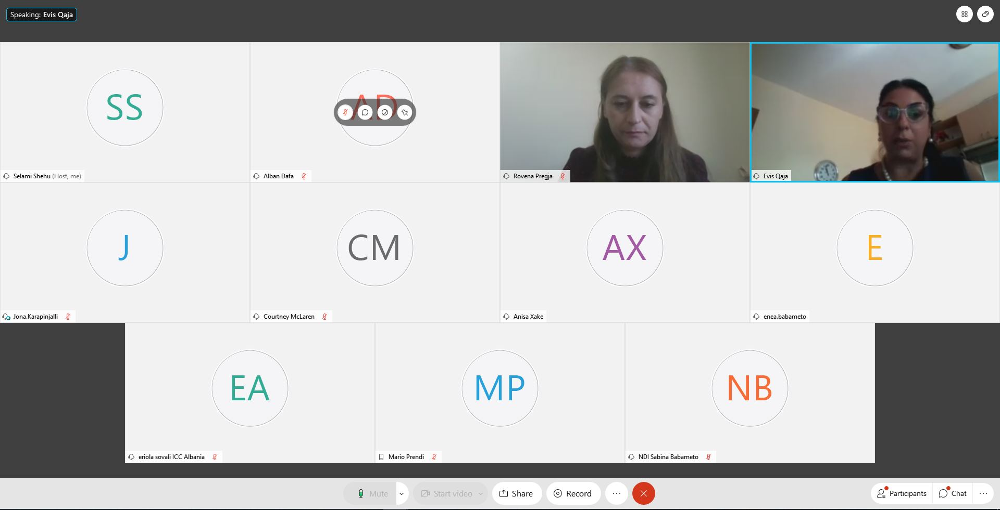 Speaking: Evis Qaja
SS
AD
Selami Shehu (Host, me)
Alban Dafa
Rovena Pregja
Evis Qaja
J
CM
AX
E
Jona.Karapinjalli
Courtney McLaren
Anisa Xake
enea.babameto
EA
MP
NB
eriola sovali ICC Albania
Mario Prendi
NDI Sabina Babameto
Mute
Start video
Share
Record
Participants
Chat